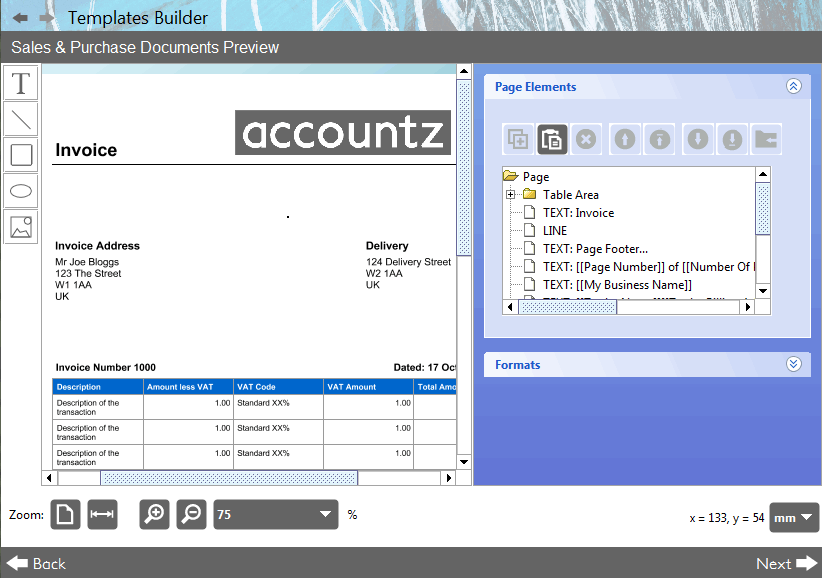 Templates Builder
Sales & Purchase Documents Preview
T
Invoice
accountz
Invoice Address
Mr Joe Bloggs
123 The Street
W1 1AA
UK
Delivery
124 Delivery Street
W2 1AA
UK
Invoice Number 1000
Dated: 17 Oct
Description Amount less VAT VAT Code VAT Amount Total Amo
Description of the 1.00 Standard XX% 1.00
transaction
Description of the 1.00 Standard XX% 1.00
transaction
Description of the 1.00 Standard XX% 1.00
transaction
Page Elements
Page
Table Area
TEXT: Invoice
LINE
TEXT: Page Footer...
TEXT: [[Page Number]] of [[Number Of
TEXT: [[My Business Name]]
Formats
Zoom: 75 %
x = 133, y = 54 mm
Back
Next